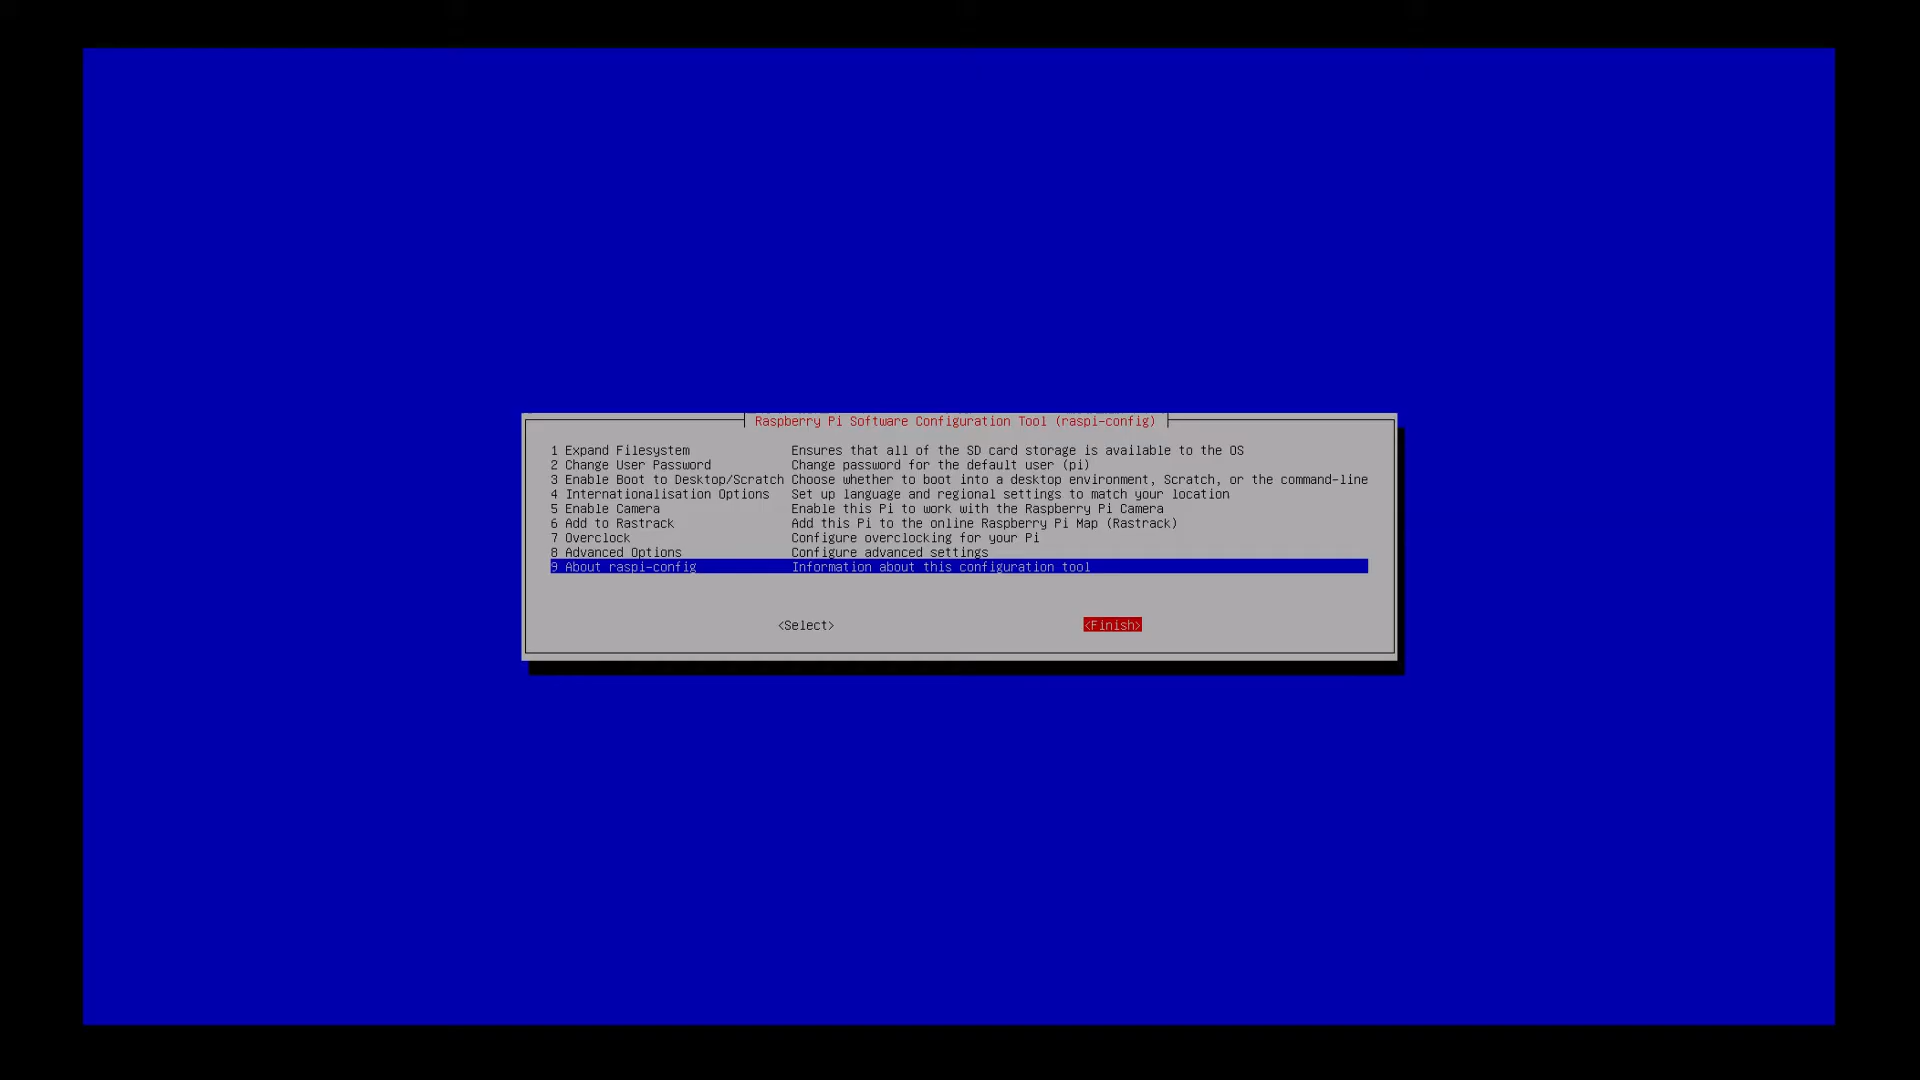 Raspberry Pi Software Configuration Tool (raspi-config)
1 Expand Filesystem Ensures that all of the SD card storage is available to the OS
2 Change User Password Change password for the default user (pi)
3 Enable Boot to Desktop/Scratch Choose whether to boot into a desktop environment, Scratch, or the command-line
4 Internationalisation Options Set up language and regional settings to match your location
5 Enable Camera Enable this Pi to work with the Raspberry Pi Camera
6 Add to Rastrack Add this Pi to the online Raspberry Pi Map (Rastrack)
7 Overclock Configure overclocking for your Pi
8 Advanced Options Configure advanced settings
9 About raspi-config Information about this configuration tool
<Select> <Finish>